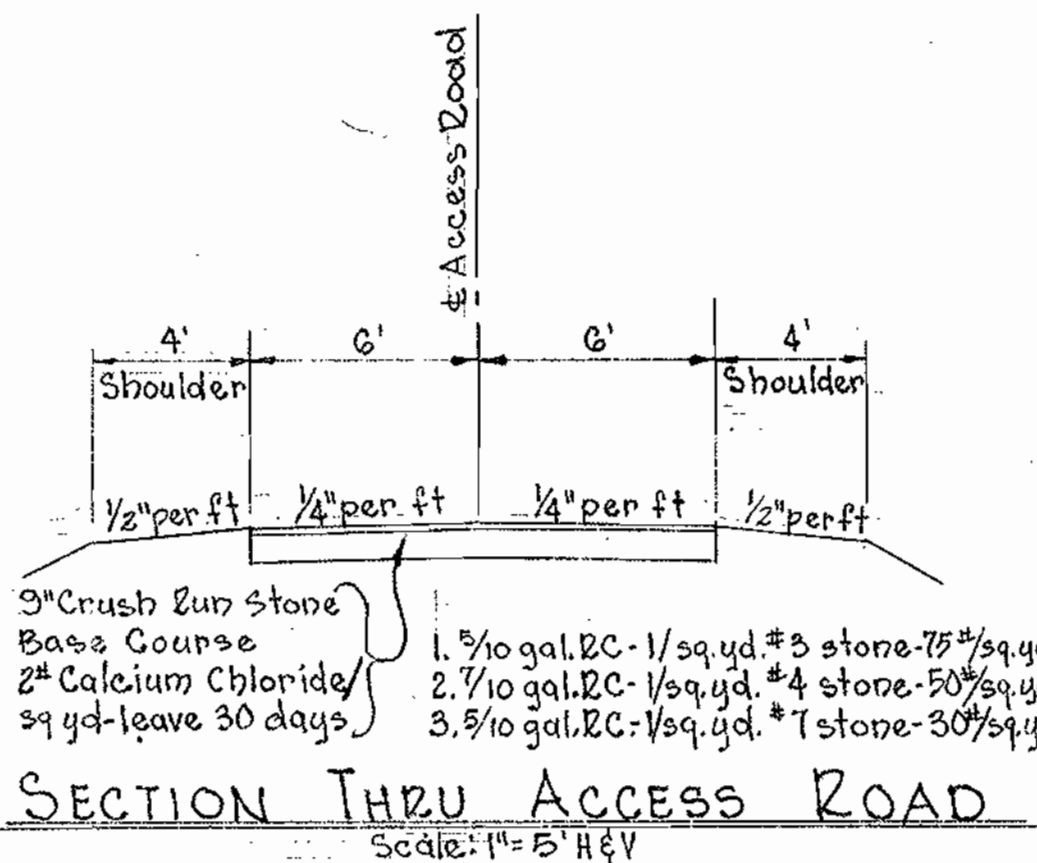 ℄ Access Road
4' 6' 6' 4'
Shoulder Shoulder
1/2" per ft 1/4" per ft 1/4" per ft 1/2" per ft
9" Crush Run Stone
Base Course
2# Calcium Chloride/
sq yd-leave 30 days
1. 5/10 gal. RC-1/sq.yd. #3 stone-75#/sq.yd
2. 7/10 gal. RC-1/sq.yd. #4 stone-50#/sq.yd
3. 5/10 gal. RC-1/sq.yd. #7 stone-30#/sq.yd
SECTION THRU ACCESS ROAD
Scale: 1"= 5' H & V